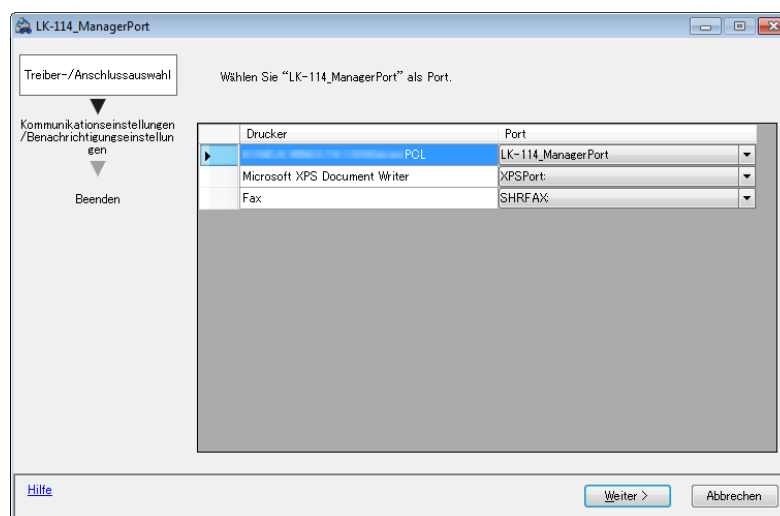 LK-114_ManagerPort
Treiber-/Anschlussauswahl
Wählen Sie “LK-114_ManagerPort” als Port.
Kommunikationseinstellungen
/Benachrichtigungseinstellun
gen
Beenden
Drucker Port
PCL LK-114_ManagerPort
Microsoft XPS Document Writer XPSPort:
Fax SHRFAX:
Hilfe
Weiter >
Abbrechen